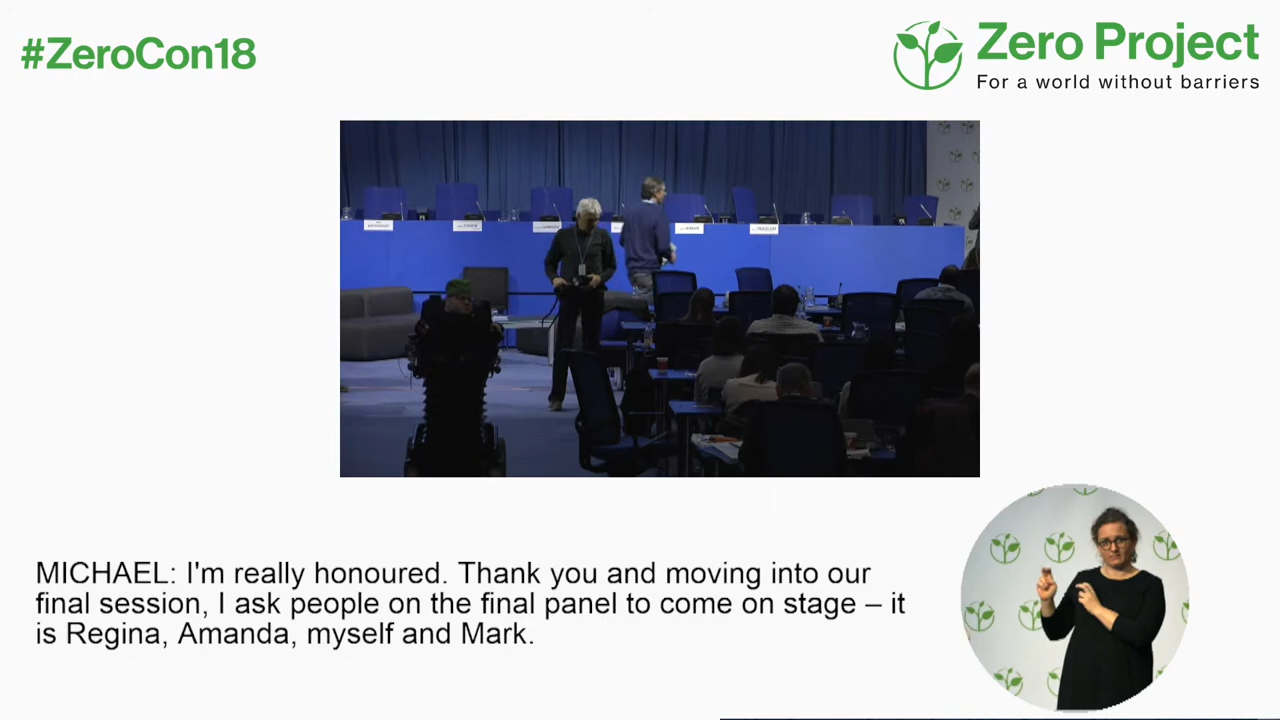 #ZeroCon18
Zero Project
For a world without barriers
MICHAEL: I'm really honoured. Thank you and moving into our
final session, I ask people on the final panel to come on stage – it
is Regina, Amanda, myself and Mark.